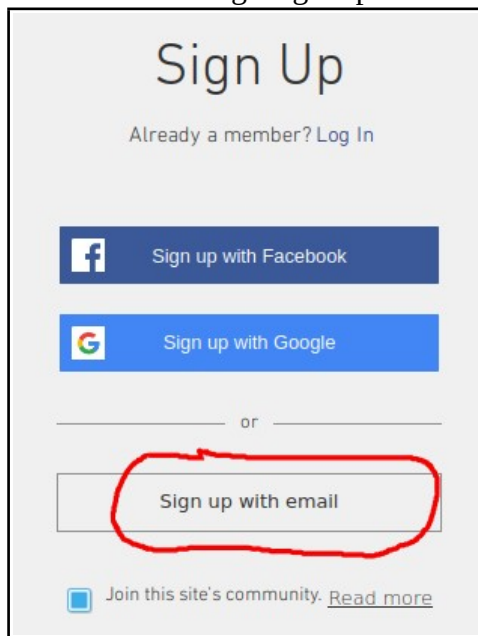 Sign Up
Already a member? Log In
f Sign up with Facebook
G Sign up with Google
or
Sign up with email
Join this site's community. Read more